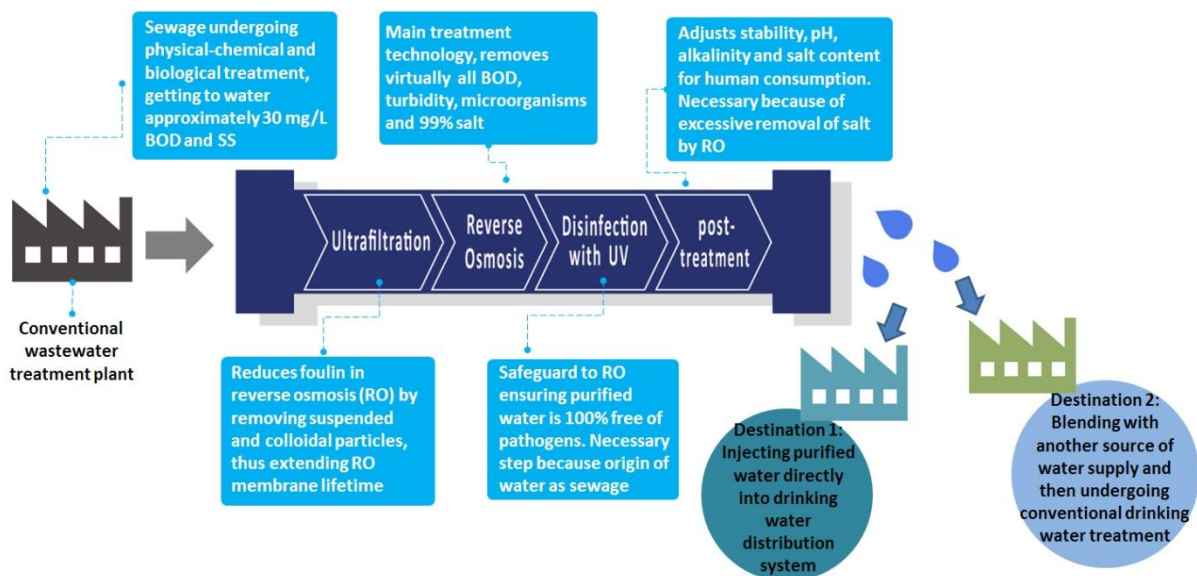 Sewage undergoing
physical-chemical and
biological treatment,
getting to water
approximately 30 mg/L
BOD and SS
Main treatment
technology, removes
virtually all BOD,
turbidity, microorganisms
and 99% salt
Adjusts stability, pH,
alkalinity and salt content
for human consumption.
Necessary because of
excessive removal of salt
by RO
Ultrafiltration
Reverse
Osmosis
Disinfection
with UV
post-
treatment
Conventional
wastewater
treatment plant
Reduces foulin in
reverse osmosis (RO) by
removing suspended
and colloidal particles,
thus extending RO
membrane lifetime
Safeguard to RO
ensuring purified
water is 100% free of
pathogens. Necessary
step because origin of
water as sewage
Destination 1:
Injecting purified
water directly
into drinking
water
distribution
system
Destination 2:
Blending with
another source of
water supply and
then undergoing
conventional drinking
water treatment